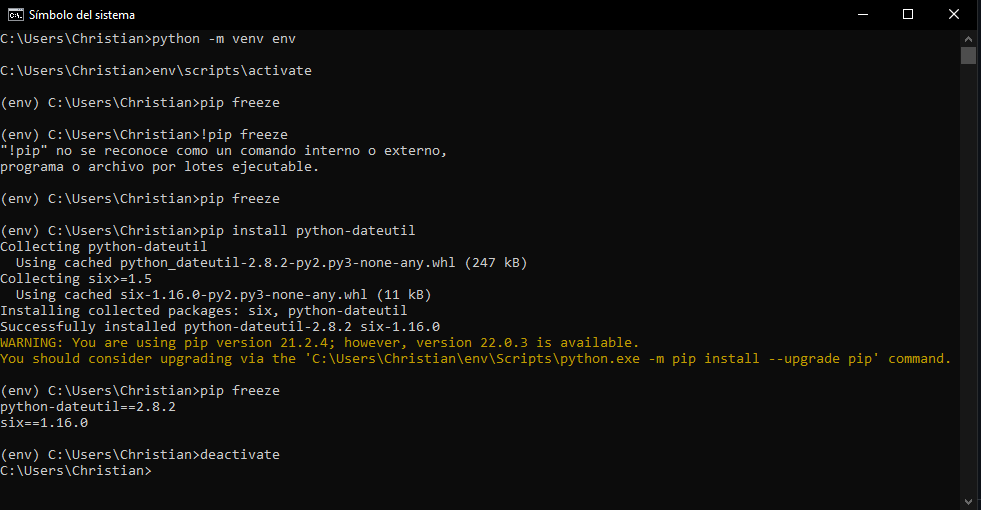 Símbolo del sistema
C:\Users\Christian>python -m venv env
C:\Users\Christian>env\scripts\activate
(env) C:\Users\Christian>pip freeze
(env) C:\Users\Christian>!pip freeze
"!pip" no se reconoce como un comando interno o externo,
programa o archivo por lotes ejecutable.
(env) C:\Users\Christian>pip freeze
(env) C:\Users\Christian>pip install python-dateutil
Collecting python-dateutil
  Using cached python_dateutil-2.8.2-py2.py3-none-any.whl (247 kB)
Collecting six>=1.5
  Using cached six-1.16.0-py2.py3-none-any.whl (11 kB)
Installing collected packages: six, python-dateutil
Successfully installed python-dateutil-2.8.2 six-1.16.0
WARNING: You are using pip version 21.2.4; however, version 22.0.3 is available.
You should consider upgrading via the 'C:\Users\Christian\env\Scripts\python.exe -m pip install --upgrade pip' command.
(env) C:\Users\Christian>pip freeze
python-dateutil==2.8.2
six==1.16.0
(env) C:\Users\Christian>deactivate
C:\Users\Christian>